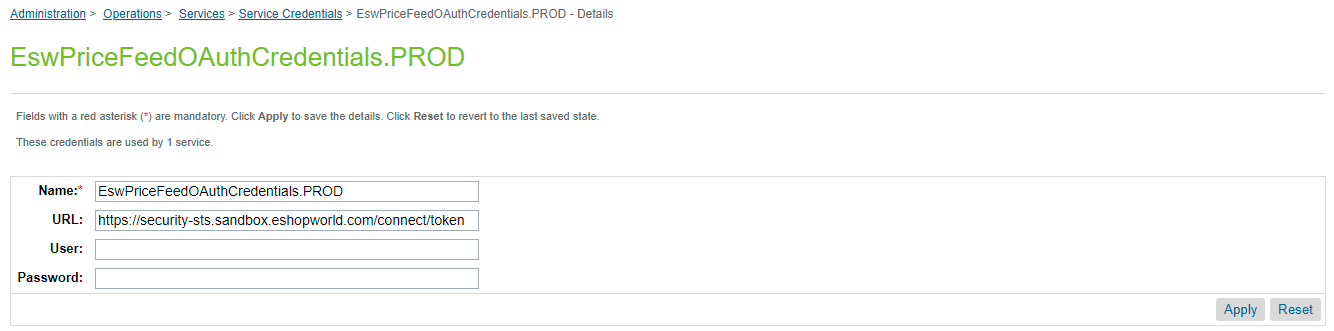 Administration > Operations > Services > Service Credentials > EswPriceFeedOAuthCredentials.PROD - Details
EswPriceFeedOAuthCredentials.PROD
Fields with a red asterisk (*) are mandatory. Click Apply to save the details. Click Reset to revert to the last saved state.
These credentials are used by 1 service.
Name:* EswPriceFeedOAuthCredentials.PROD
URL: https://security-sts.sandbox.eshopworld.com/connect/token
User:
Password:
Apply Reset